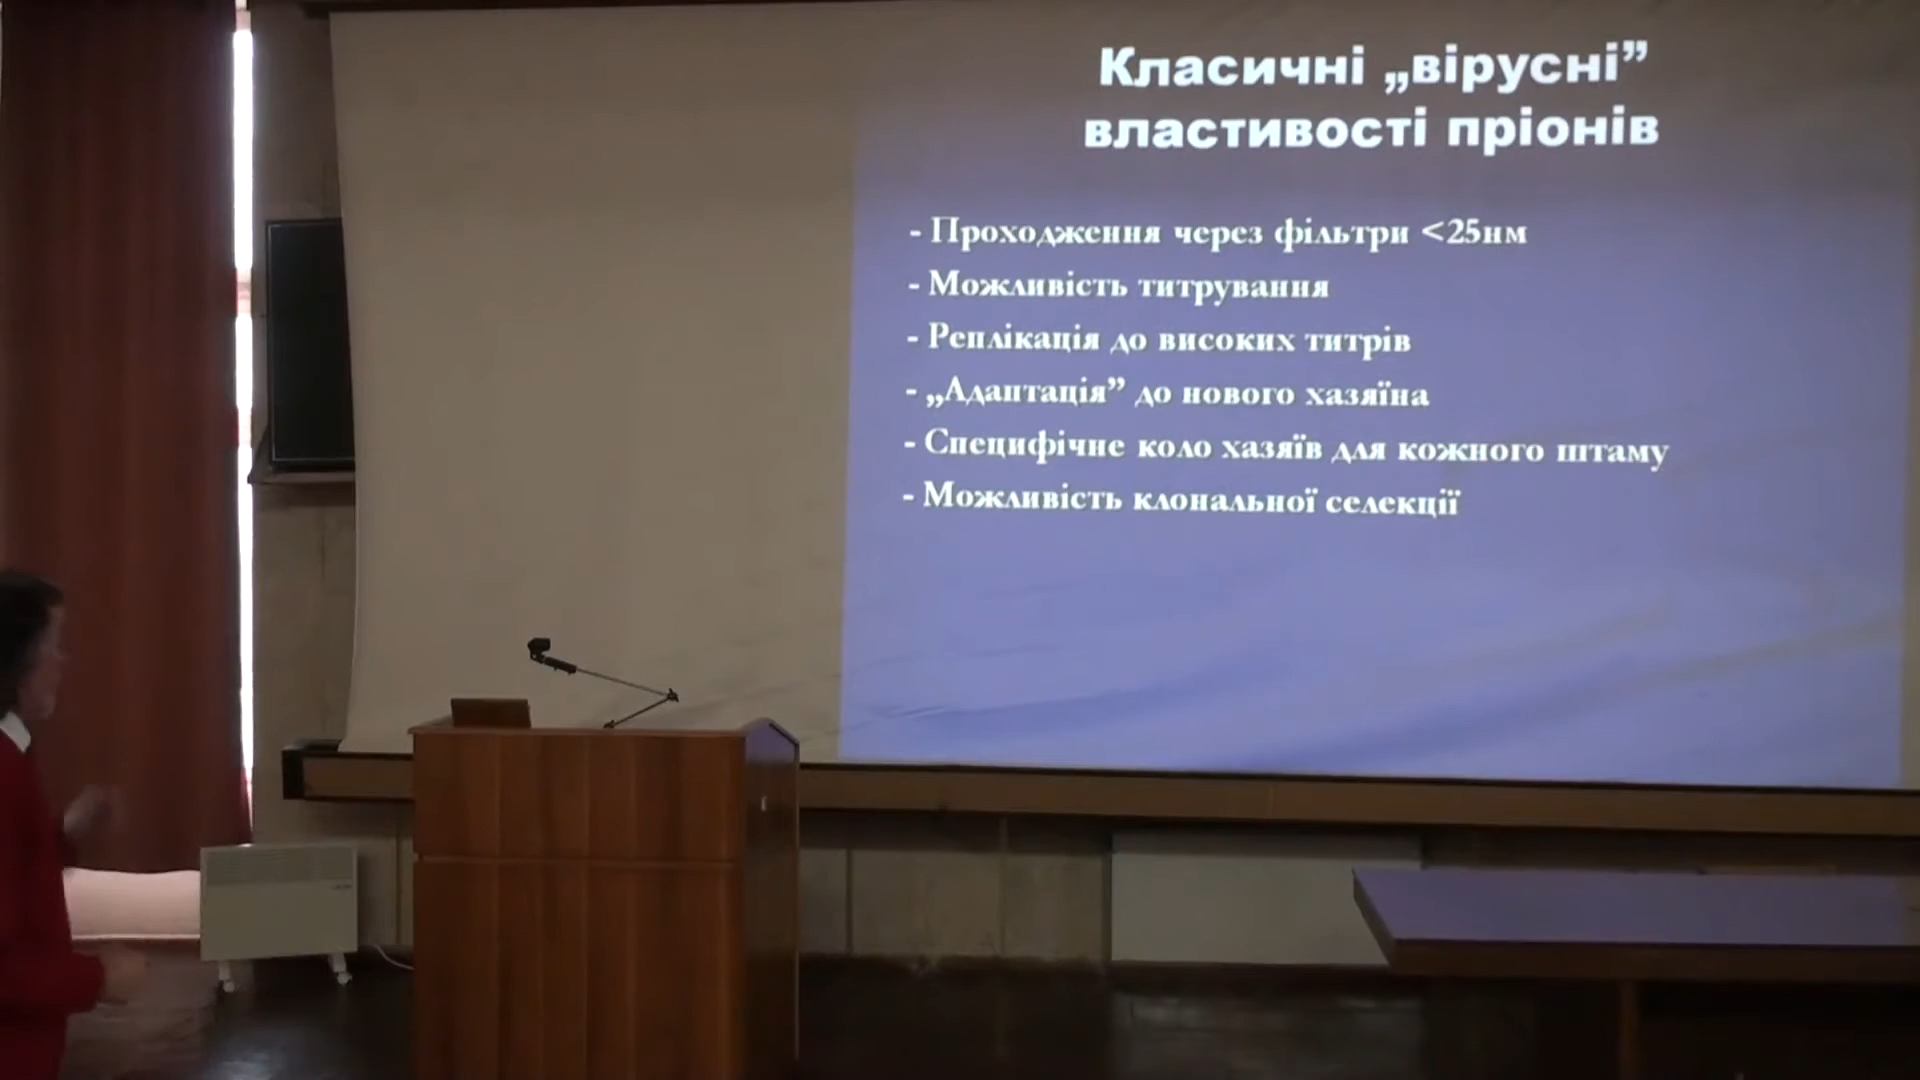 Класичні „вірусні”
властивості пріонів
- Проходження через фільтри <25нм
- Можливість титрування
- Реплікація до високих титрів
- „Адаптація” до нового хазяїна
- Специфічне коло хазяїв для кожного штаму
- Можливість клональної селекції